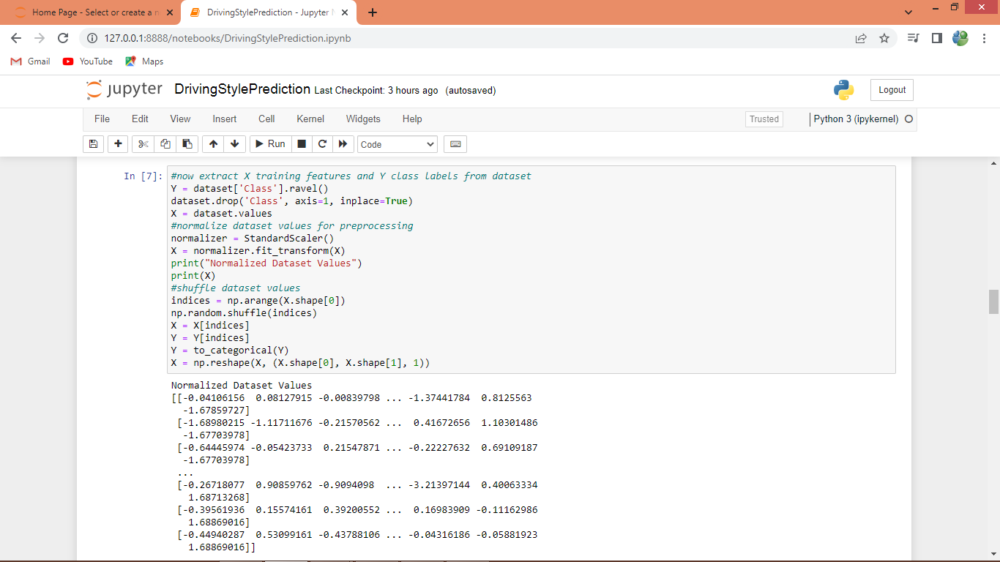 Home Page - Select or create a n
DrivingStylePrediction - Jupyter N
127.0.0.1:8888/notebooks/DrivingStylePrediction.ipynb
Gmail YouTube Maps
jupyter DrivingStylePrediction Last Checkpoint: 3 hours ago (autosaved)
Logout
File Edit View Insert Cell Kernel Widgets Help
Trusted
Python 3 (ipykernel)
Run
Code
In [7]:
#now extract X training features and Y class labels from dataset
Y = dataset['Class'].ravel()
dataset.drop('Class', axis=1, inplace=True)
X = dataset.values
#normalize dataset values for preprocessing
normalizer = StandardScaler()
X = normalizer.fit_transform(X)
print("Normalized Dataset Values")
print(X)
#shuffle dataset values
indices = np.arange(X.shape[0])
np.random.shuffle(indices)
X = X[indices]
Y = Y[indices]
Y = to_categorical(Y)
X = np.reshape(X, (X.shape[0], X.shape[1], 1))
Normalized Dataset Values
[[-0.04106156 0.08127915 -0.00839798 ... -1.37441784 0.8125563
-1.67859727]
[-1.68980215 -1.11711676 -0.21570562 ... 0.41672656 1.10301486
-1.67703978]
[-0.64445974 -0.05423733 0.21547871 ... -0.22227632 0.69109187
-1.67703978]
...
[-0.26718077 0.90859762 -0.9094098 ... -3.21397144 0.40063334
1.68713268]
[-0.39561936 0.15574161 0.39200552 ... 0.16983909 -0.11162986
1.68869016]
[-0.44940287 0.53099161 -0.43788106 ... -0.04316186 -0.05881923
1.68869016]]